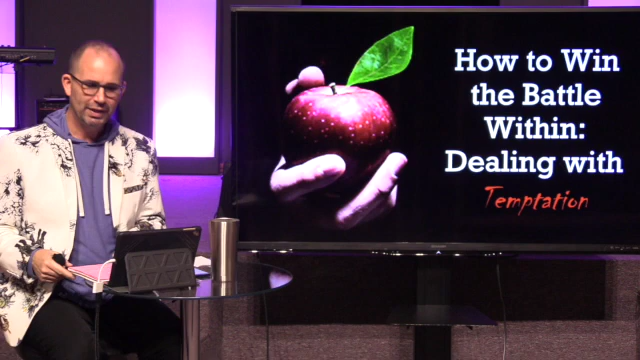 How to Win
the Battle
Within:
Dealing with
Temptation